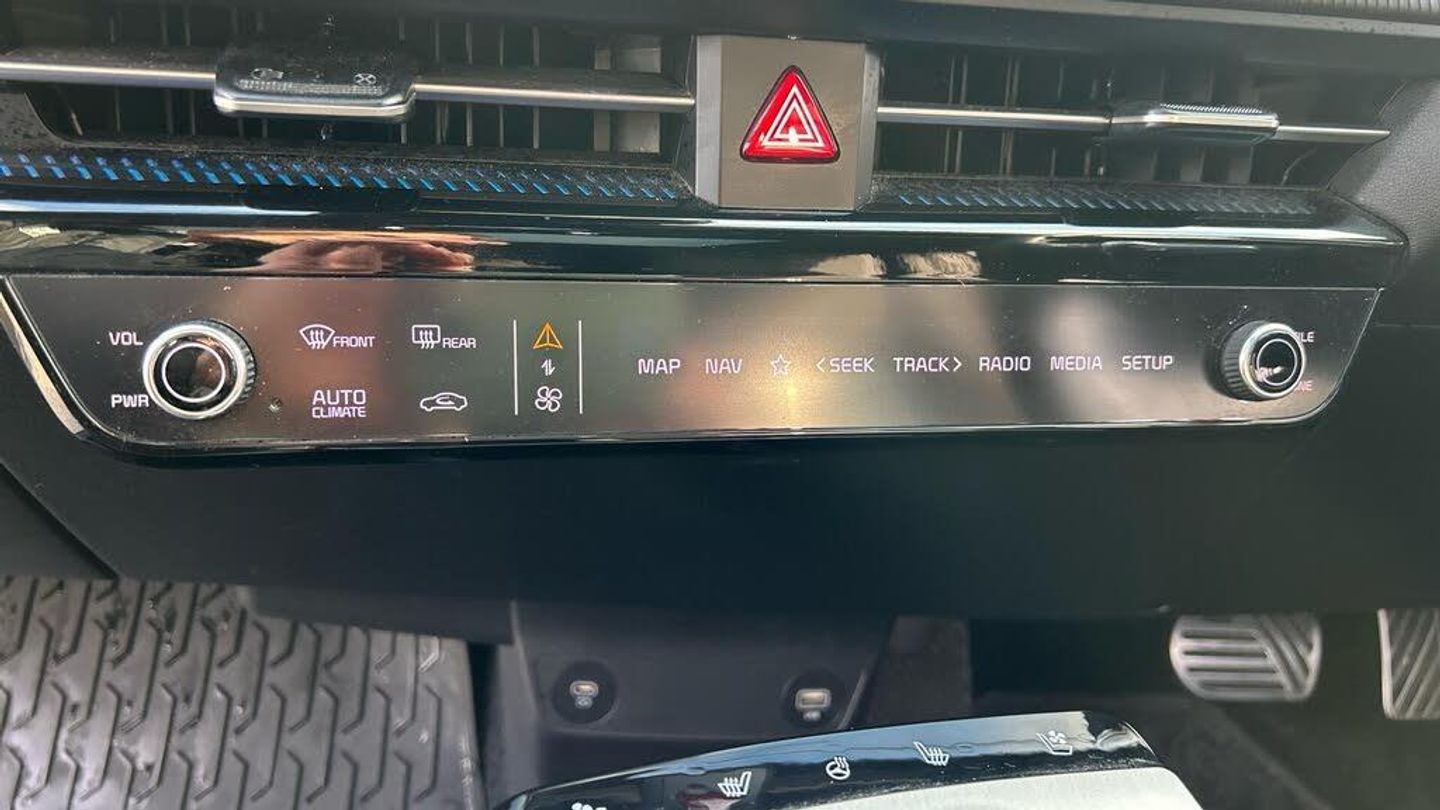 VOL
FRONT
REAR
PWR
AUTO
CLIMATE
MAP NAV <SEEK TRACK> RADIO MEDIA SETUP